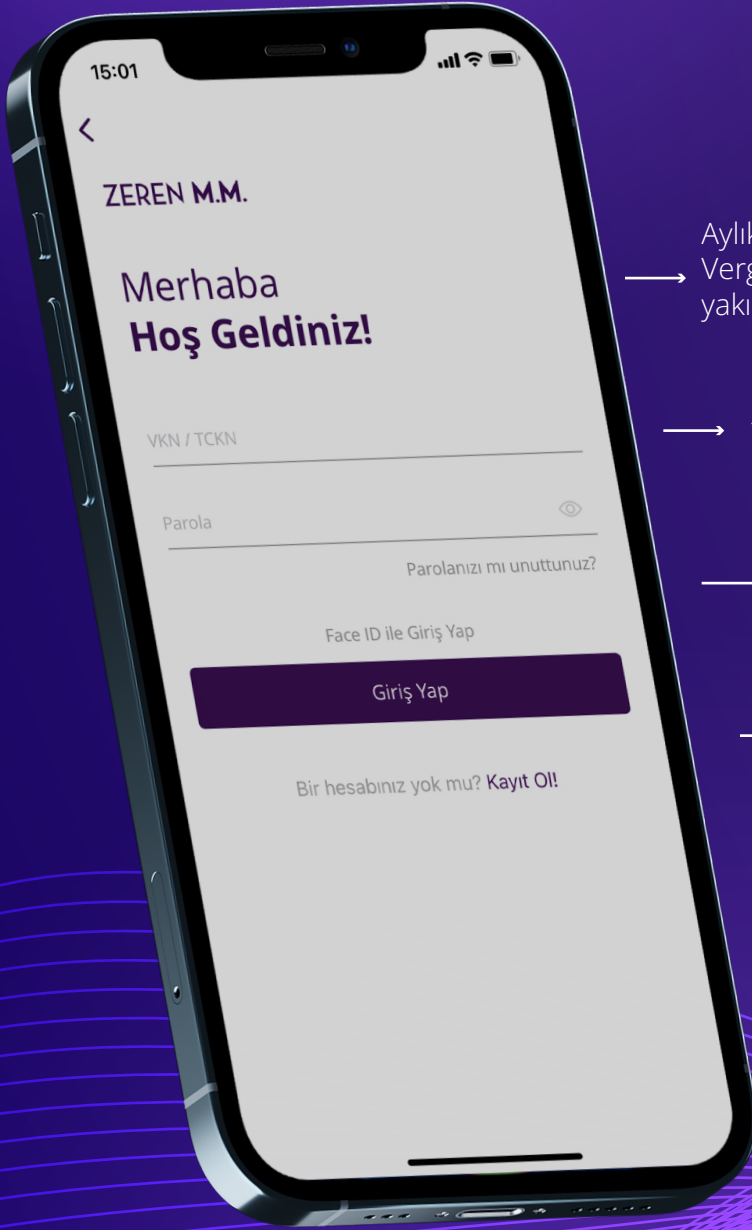 15:01
ZEREN M.M.
Merhaba
Hoş Geldiniz!
VKN / TCKN
Parola
Parolanızı mı unuttunuz?
Face ID ile Giriş Yap
Giriş Yap
Bir hesabınız yok mu? Kayıt Ol!
Aylık